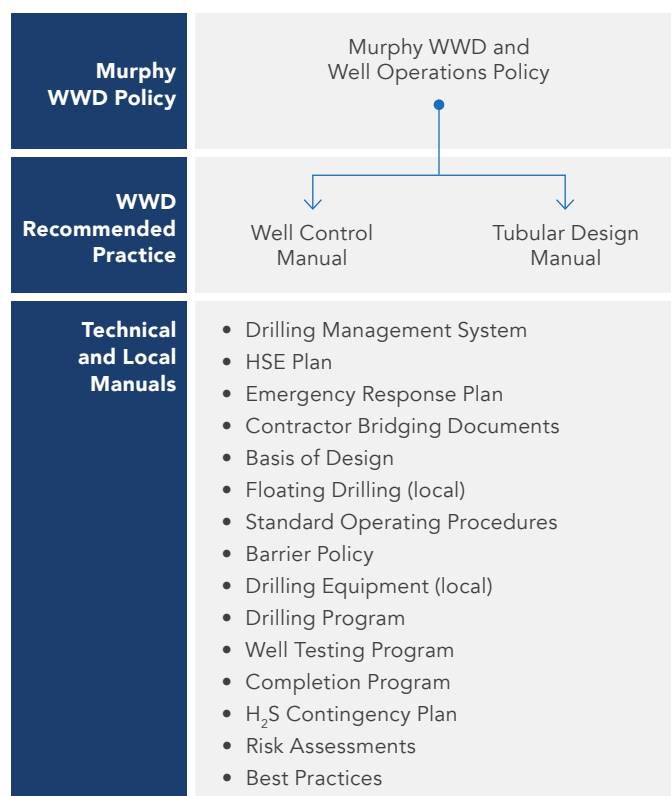 Murphy
WWD Policy
Murphy WWD and
Well Operations Policy
WWD
Recommended
Practice
Well Control
Manual
Tubular Design
Manual
Technical
and Local
Manuals
• Drilling Management System
• HSE Plan
• Emergency Response Plan
• Contractor Bridging Documents
• Basis of Design
• Floating Drilling (local)
• Standard Operating Procedures
• Barrier Policy
• Drilling Equipment (local)
• Drilling Program
• Well Testing Program
• Completion Program
• H₂S Contingency Plan
• Risk Assessments
• Best Practices